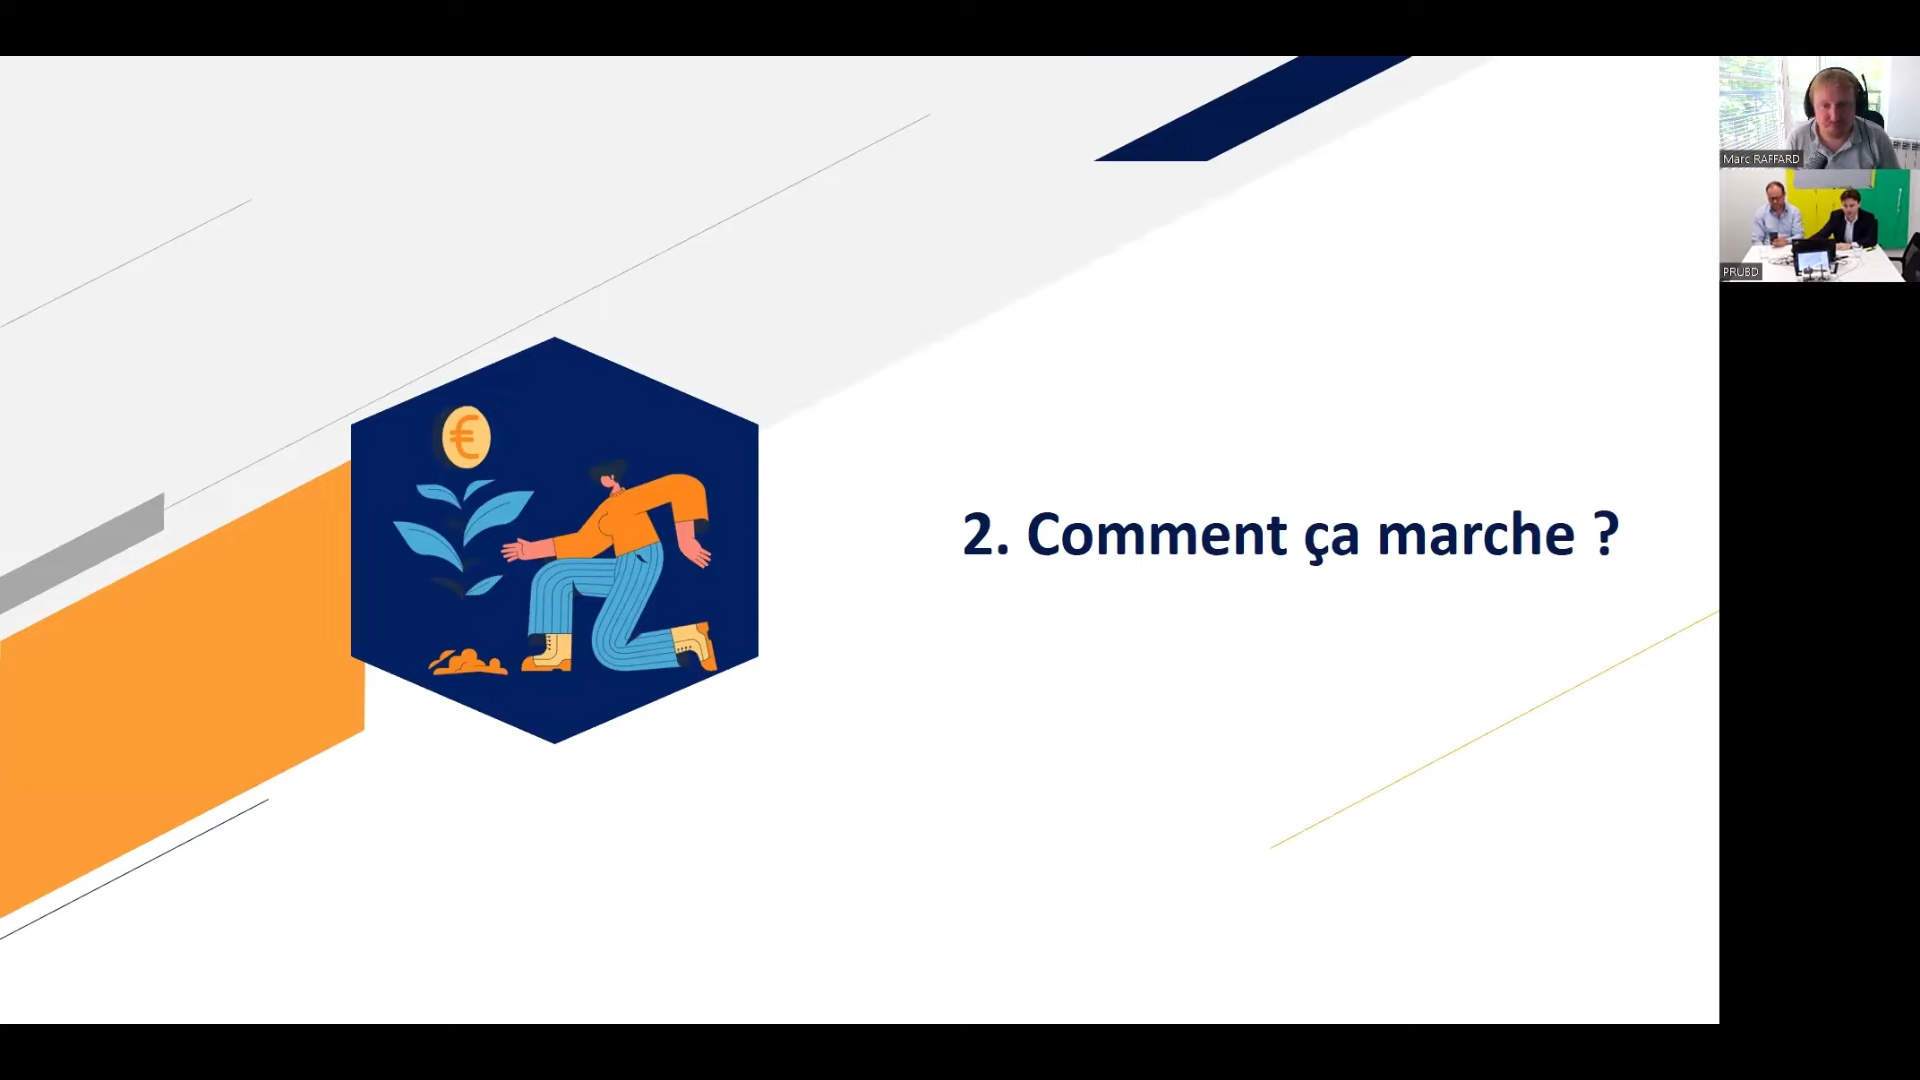 Marc RAFFARD
PRUBD
€
2. Comment ça marche ?